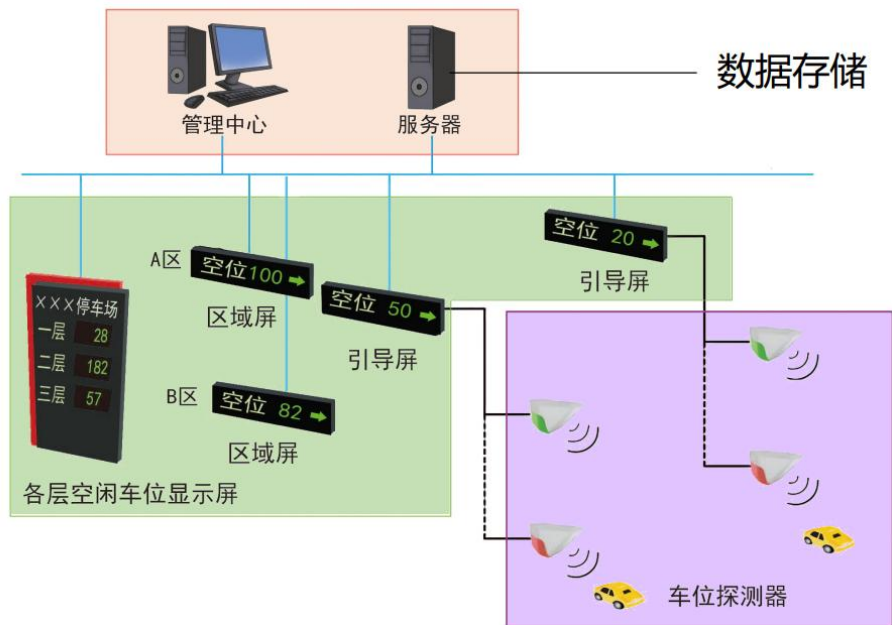 管理中心
服务器
数据存储
×××停车场
一层 28
二层 182
三层 57
各层空闲车位显示屏
A区
空位100
区域屏
B区
空位 82
区域屏
空位 50
引导屏
空位 20
引导屏
车位探测器